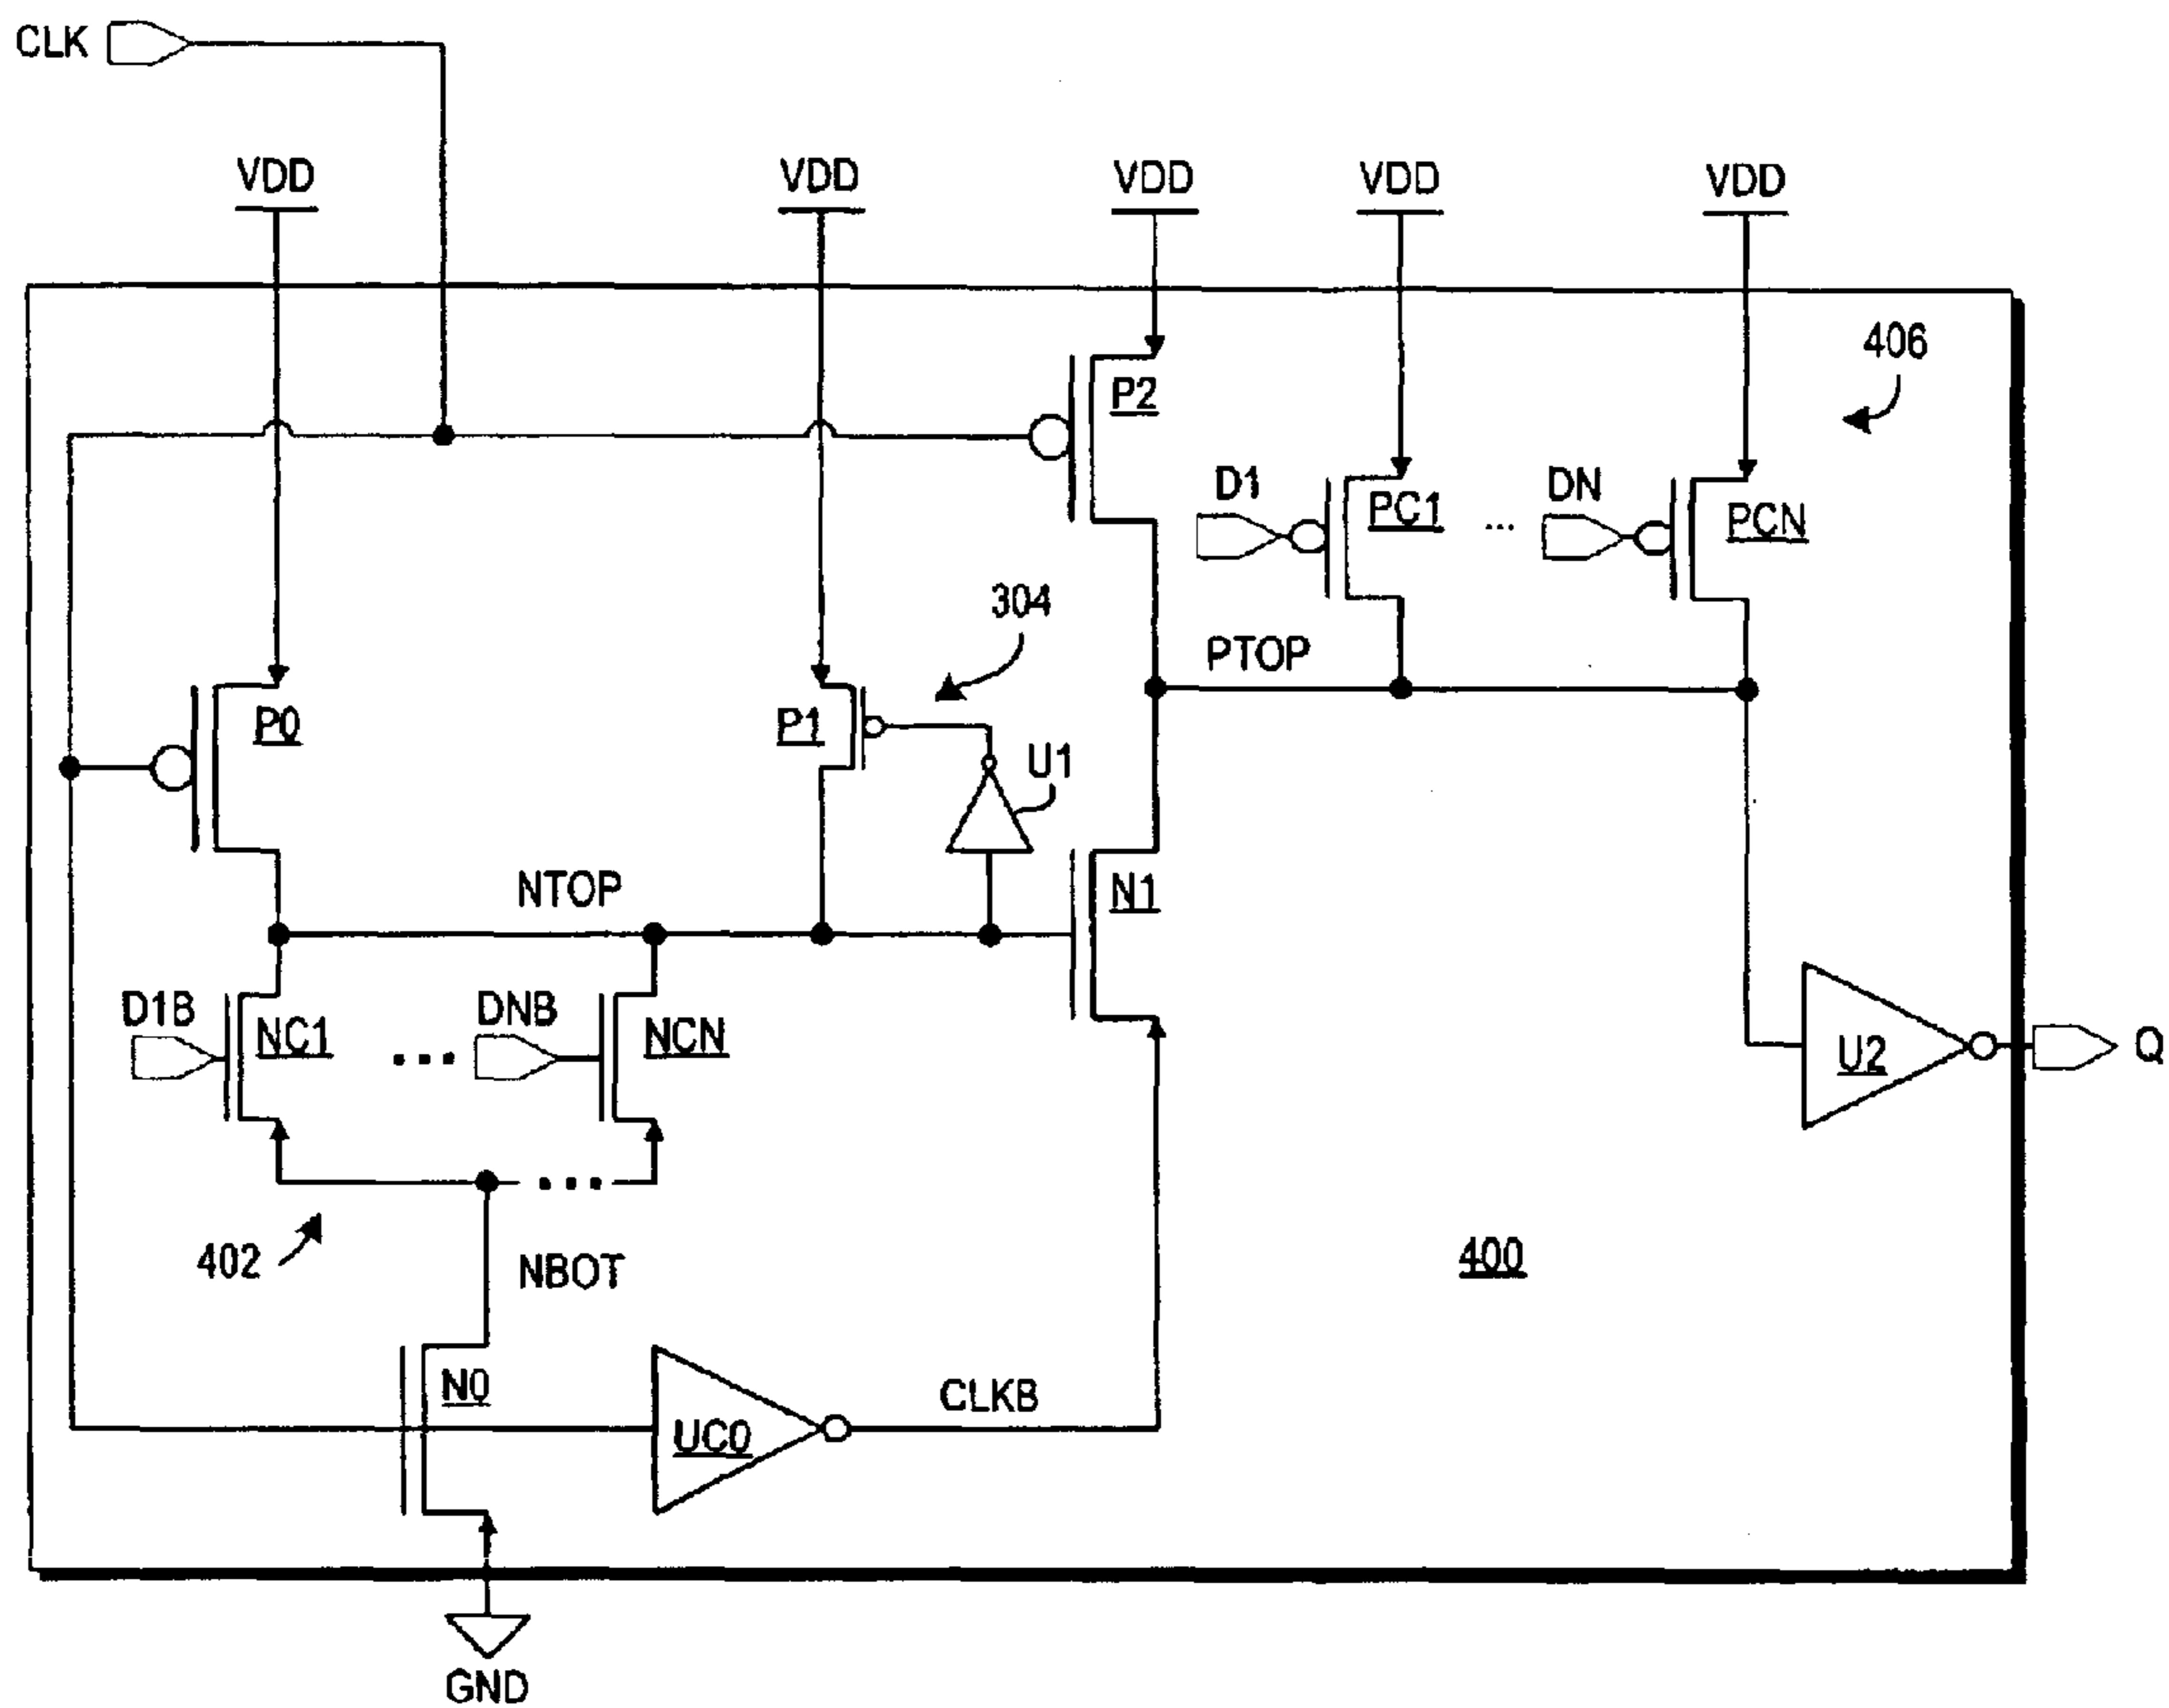 CLK
VDD VDD VDD VDD VDD
406
P2
D1 PC1 ... DN PCN
304
PTOP
P0 P1 U1
NTOP N1
D1B NC1 ... DNB NCN
U2 Q
...
402 NBOT 400
N0 UC0 CLKB
GND